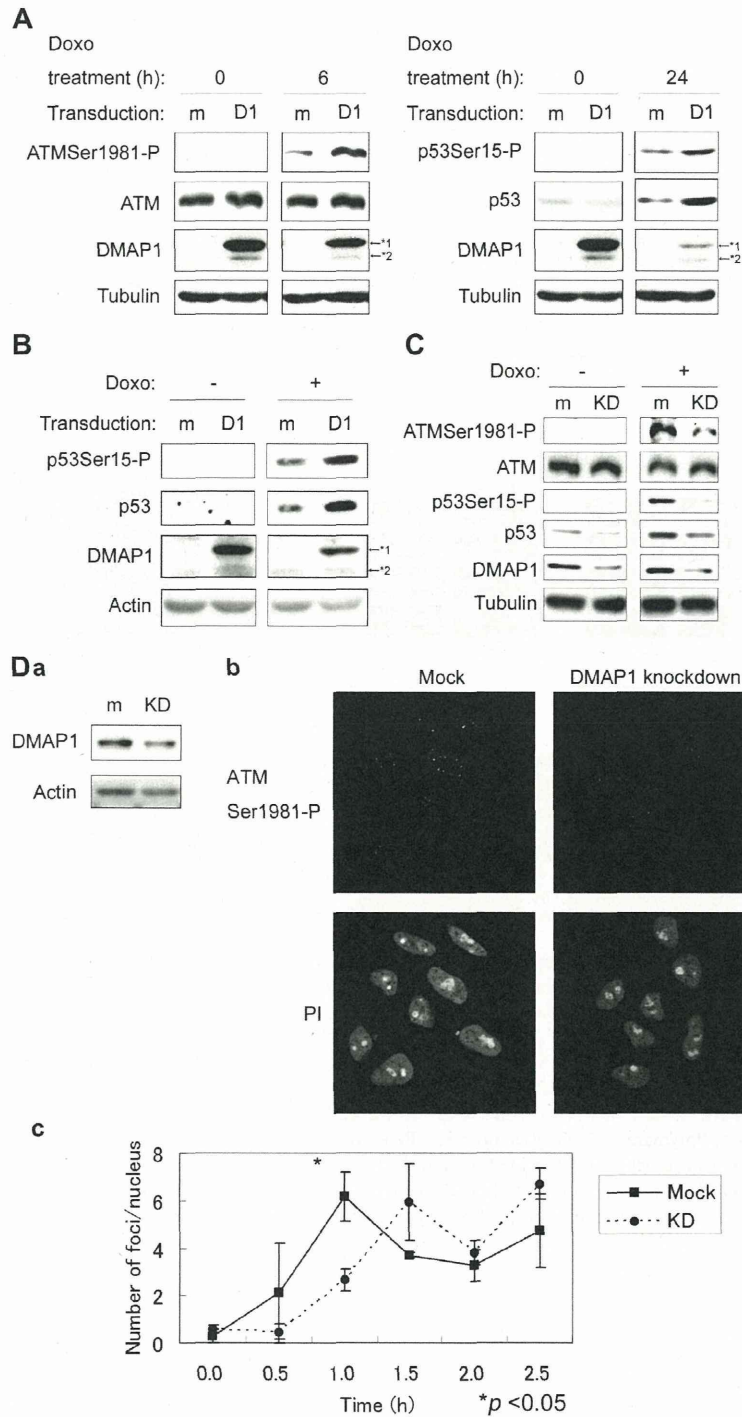 A
Doxo
treatment (h): 0 6
Transduction: m D1 m D1
ATMSer1981-P
ATM
DMAP1 ←*1
←*2
Tubulin
Doxo
treatment (h): 0 24
Transduction: m D1 m D1
p53Ser15-P
p53
DMAP1 ←*1
←*2
Tubulin
B
Doxo: - +
Transduction: m D1 m D1
p53Ser15-P
p53
DMAP1 ←*1
←*2
Actin
C
Doxo: - +
m KD m KD
ATMSer1981-P
ATM
p53Ser15-P
p53
DMAP1
Tubulin
Da
m KD
DMAP1
Actin
b
Mock DMAP1 knockdown
ATM
Ser1981-P
PI
c
Number of foci/nucleus
8
6
4
2
0
*
0.0 0.5 1.0 1.5 2.0 2.5
Time (h)
*p <0.05
Mock
KD